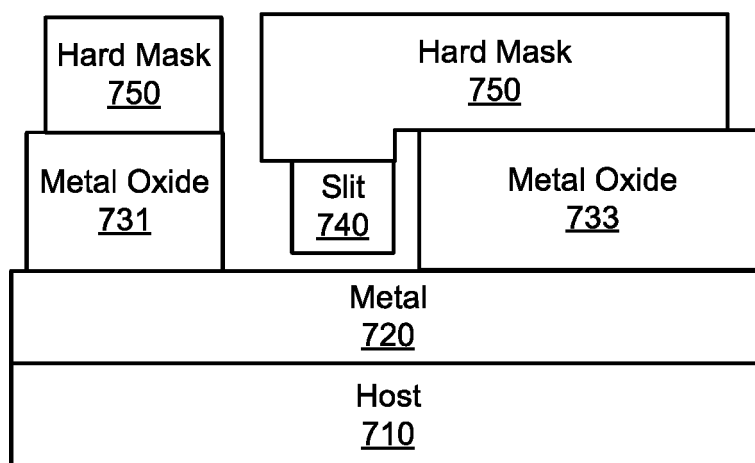 Hard Mask
750
Hard Mask
750
Metal Oxide
731
Slit
740
Metal Oxide
733
Metal
720
Host
710